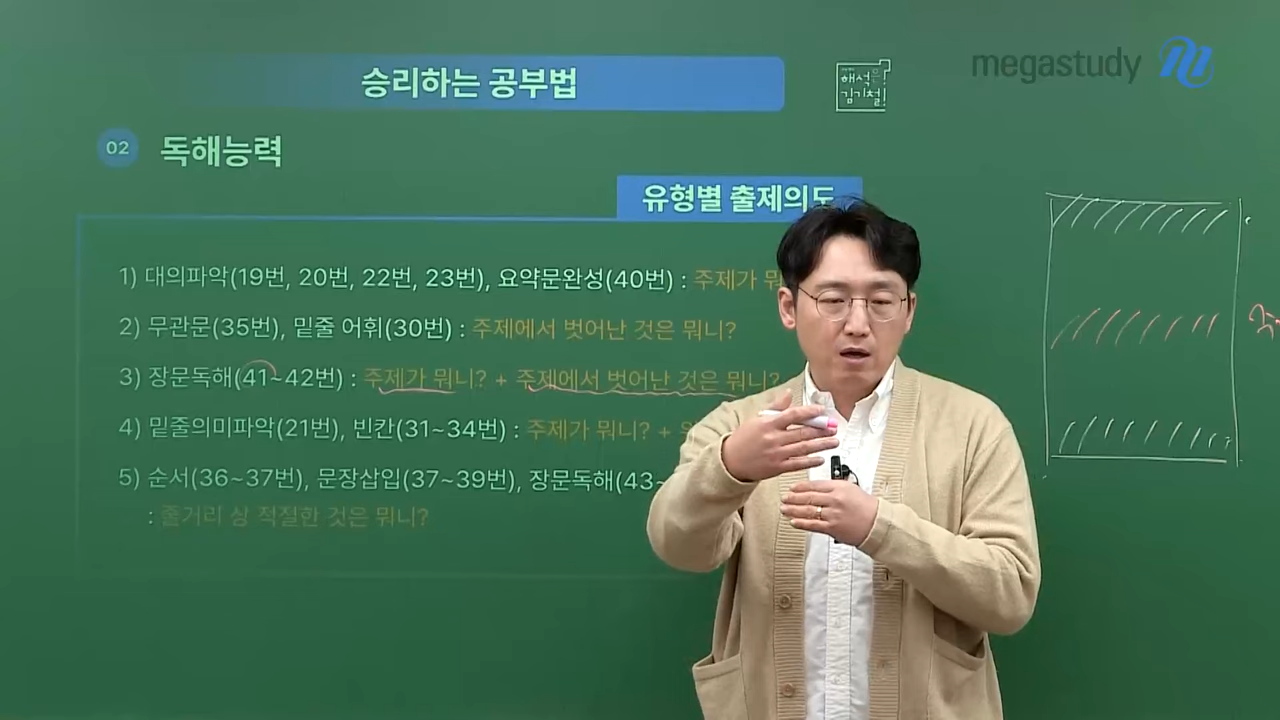 megastudy
승리하는 공부법
해석은!
김기철!
02 독해능력
유형별 출제의도
1) 대의파악(19번, 20번, 22번, 23번), 요약문완성(40번) : 주제가 뭐
2) 무관문(35번), 밑줄 어휘(30번) : 주제에서 벗어난 것은 뭐니?
3) 장문독해(41~42번) : 주제가 뭐니? + 주제에서 벗어난 것은 뭐니?
4) 밑줄의미파악(21번), 빈칸(31~34번) : 주제가 뭐니? +
5) 순서(36~37번), 문장삽입(37~39번), 장문독해(43~
: 줄거리 상 적절한 것은 뭐니?